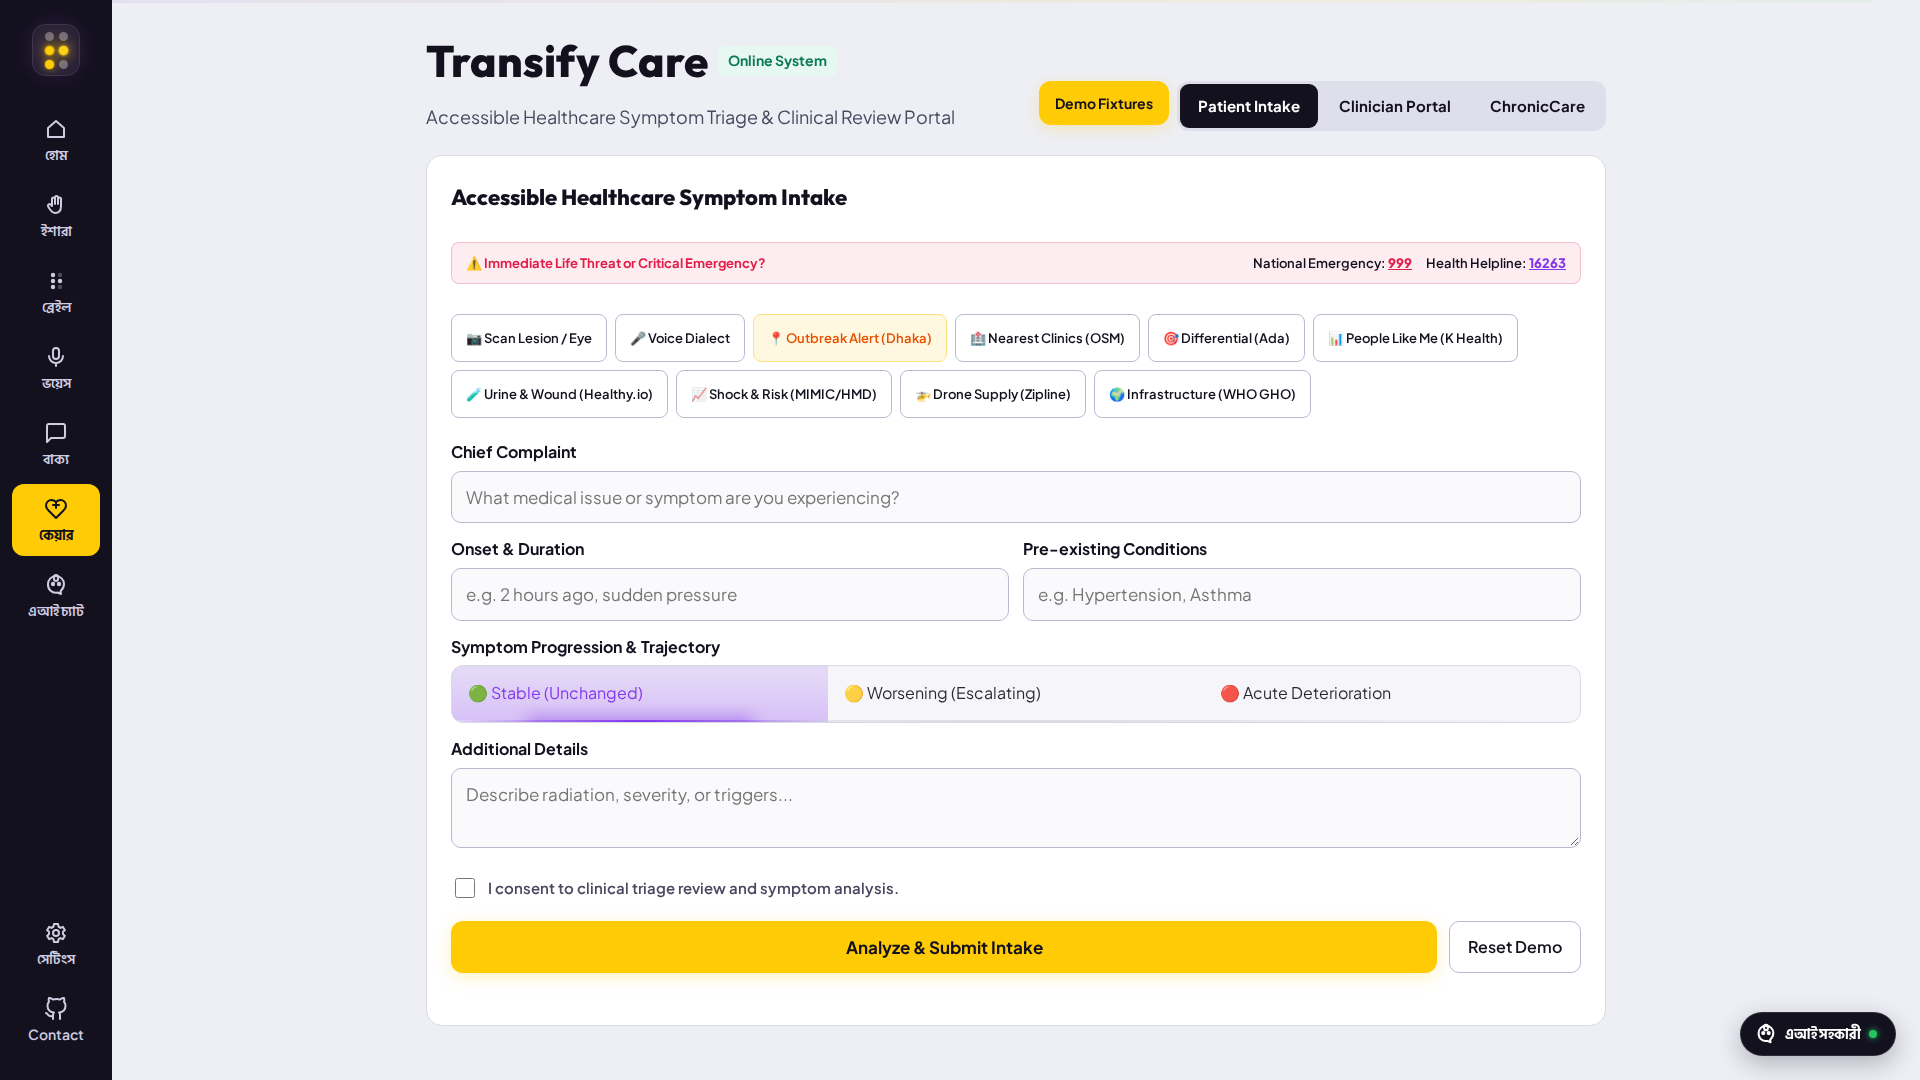 হোম
ইশারা
ব্রেইল
ভয়েস
বাক্য
কেয়ার
এআই চ্যাট
সেটিংস
Contact
Transify Care
Online System
Accessible Healthcare Symptom Triage & Clinical Review Portal
Demo Fixtures
Patient Intake
Clinician Portal
ChronicCare
Accessible Healthcare Symptom Intake
⚠️ Immediate Life Threat or Critical Emergency?
National Emergency: 999 Health Helpline: 16263
📷 Scan Lesion / Eye
🎤 Voice Dialect
📍 Outbreak Alert (Dhaka)
🏥 Nearest Clinics (OSM)
🎯 Differential (Ada)
📊 People Like Me (K Health)
🧪 Urine & Wound (Healthy.io)
📈 Shock & Risk (MIMIC/HMD)
🚁 Drone Supply (Zipline)
🌍 Infrastructure (WHO GHO)
Chief Complaint
What medical issue or symptom are you experiencing?
Onset & Duration
Pre-existing Conditions
e.g. 2 hours ago, sudden pressure
e.g. Hypertension, Asthma
Symptom Progression & Trajectory
🟢 Stable (Unchanged)
🟡 Worsening (Escalating)
🔴 Acute Deterioration
Additional Details
Describe radiation, severity, or triggers...
I consent to clinical triage review and symptom analysis.
Analyze & Submit Intake
Reset Demo
এআই সহকারী